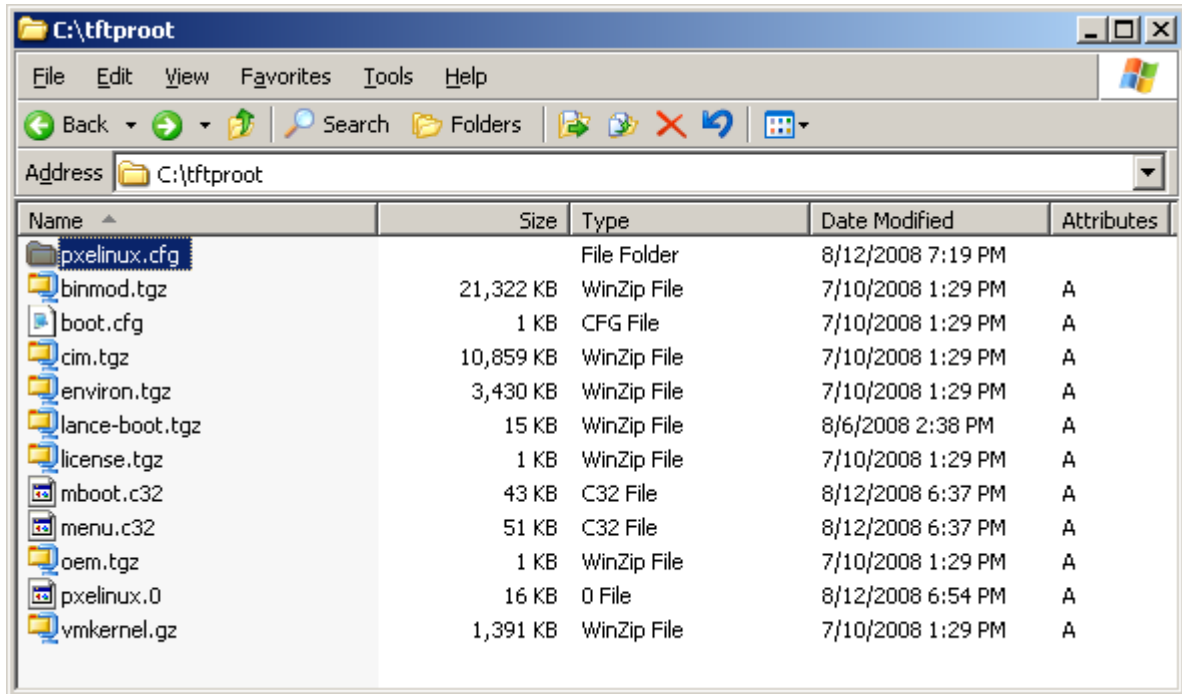 C:\tftproot
File Edit View Favorites Tools Help
Back Search Folders
Address C:\tftproot
Name Size Type Date Modified Attributes
pxelinux.cfg File Folder 8/12/2008 7:19 PM
binmod.tgz 21,322 KB WinZip File 7/10/2008 1:29 PM A
boot.cfg 1 KB CFG File 7/10/2008 1:29 PM A
cim.tgz 10,859 KB WinZip File 7/10/2008 1:29 PM A
environ.tgz 3,430 KB WinZip File 7/10/2008 1:29 PM A
lance-boot.tgz 15 KB WinZip File 8/6/2008 2:38 PM A
license.tgz 1 KB WinZip File 7/10/2008 1:29 PM A
mboot.c32 43 KB C32 File 8/12/2008 6:37 PM A
menu.c32 51 KB C32 File 8/12/2008 6:37 PM A
oem.tgz 1 KB WinZip File 7/10/2008 1:29 PM A
pxelinux.0 16 KB 0 File 8/12/2008 6:54 PM A
vmkernel.gz 1,391 KB WinZip File 7/10/2008 1:29 PM A